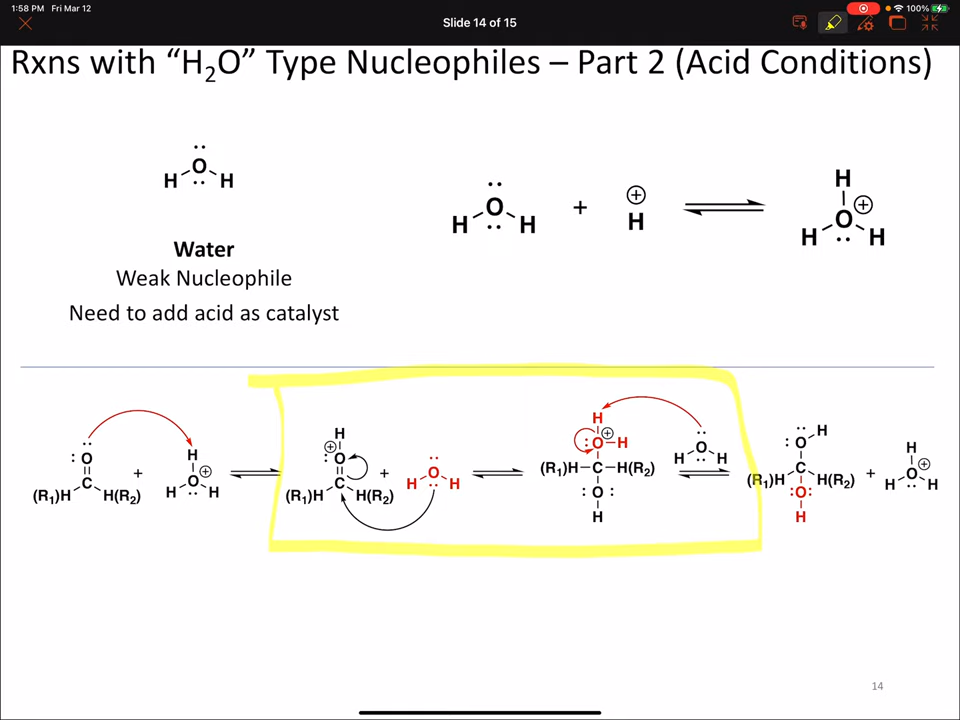 1:58 PM Fri Mar 12
Slide 14 of 15
100%
Rxns with “H₂O” Type Nucleophiles – Part 2 (Acid Conditions)
O
H H
Water
Weak Nucleophile
Need to add acid as catalyst
O
H H
+
+
H
H
O +
H H
O
C
(R₁)H H(R₂)
+
H
O +
H H
H
+
O
C
(R₁)H H(R₂)
+
O
H H
H
+
O–H
(R₁)H–C–H(R₂)
O
H
O
H H
H
O
C
(R₁)H H(R₂)
O
H
+
H
O +
H H
14